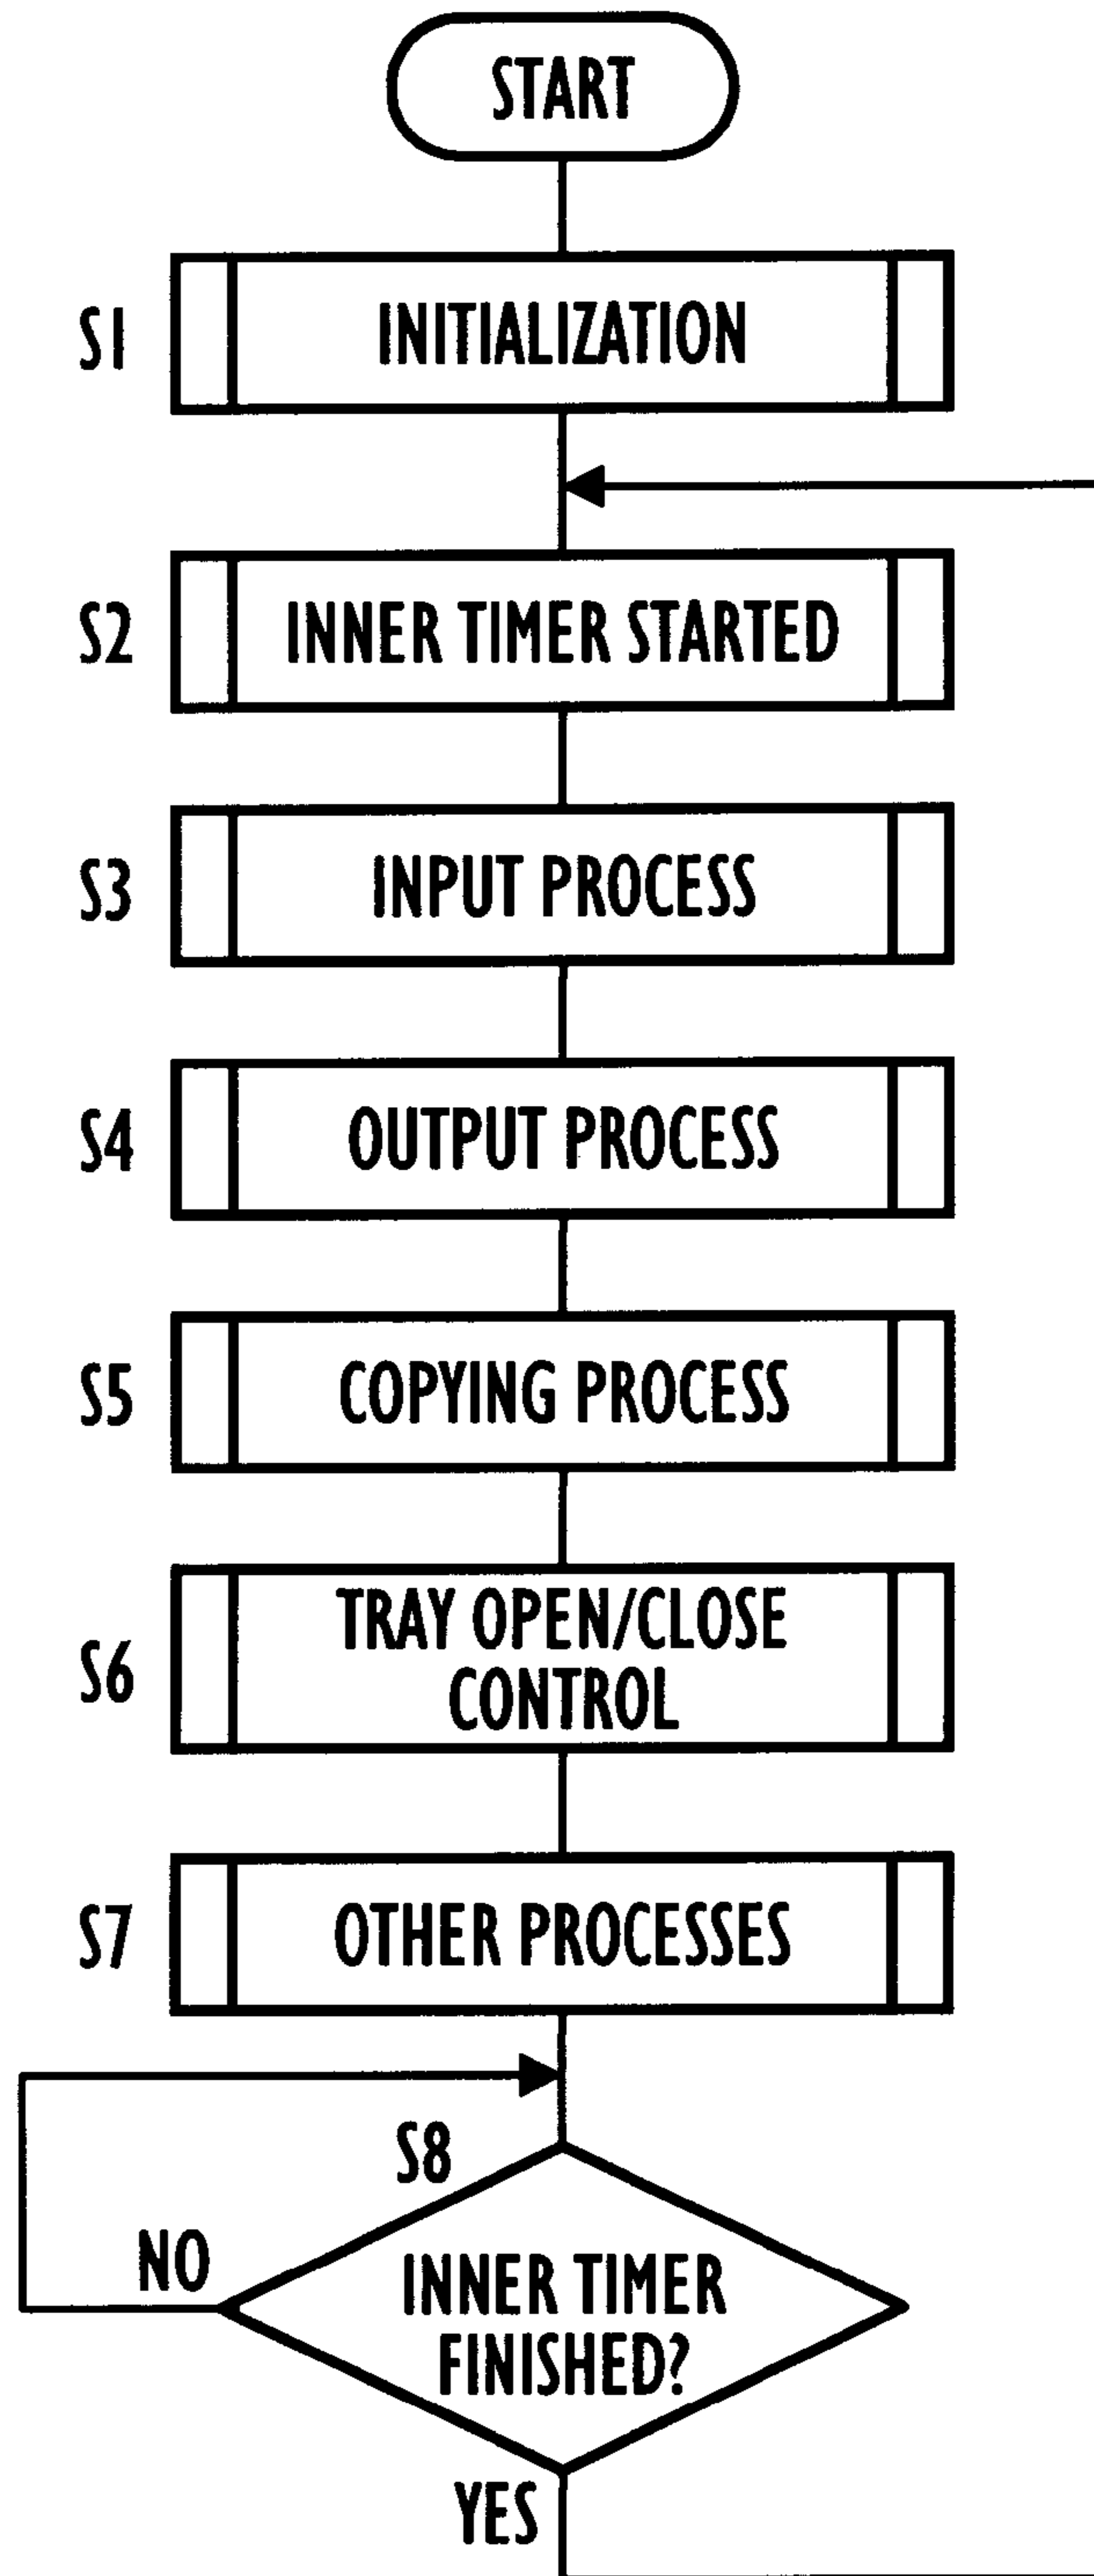 START
S1
INITIALIZATION
S2
INNER TIMER STARTED
S3
INPUT PROCESS
S4
OUTPUT PROCESS
S5
COPYING PROCESS
S6
TRAY OPEN/CLOSE
CONTROL
S7
OTHER PROCESSES
S8
NO
INNER TIMER
FINISHED?
YES